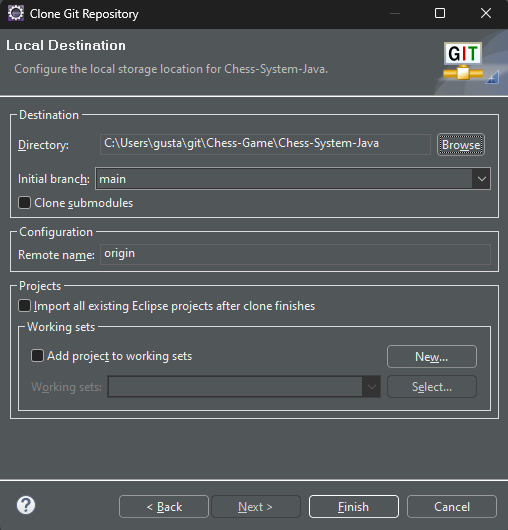 Clone Git Repository
Local Destination
Configure the local storage location for Chess-System-Java.
GIT
Destination
Directory: C:\Users\gusta\git\Chess-Game\Chess-System-Java Browse
Initial branch: main
Clone submodules
Configuration
Remote name: origin
Projects
Import all existing Eclipse projects after clone finishes
Working sets
Add project to working sets New...
Working sets: Select...
? < Back Next > Finish Cancel